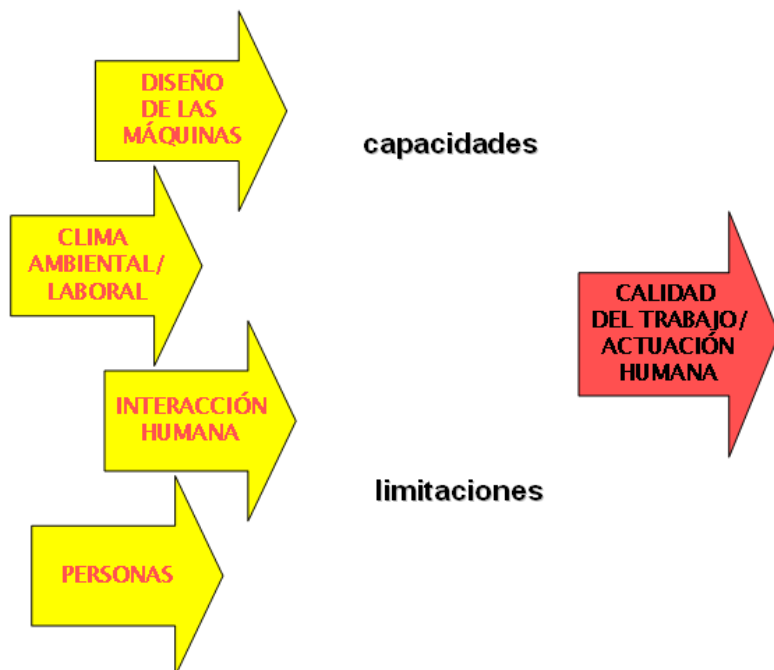 DISEÑO
DE LAS
MÁQUINAS
capacidades
CLIMA
AMBIENTAL/
LABORAL
CALIDAD
DEL TRABAJO/
ACTUACIÓN
HUMANA
INTERACCIÓN
HUMANA
limitaciones
PERSONAS